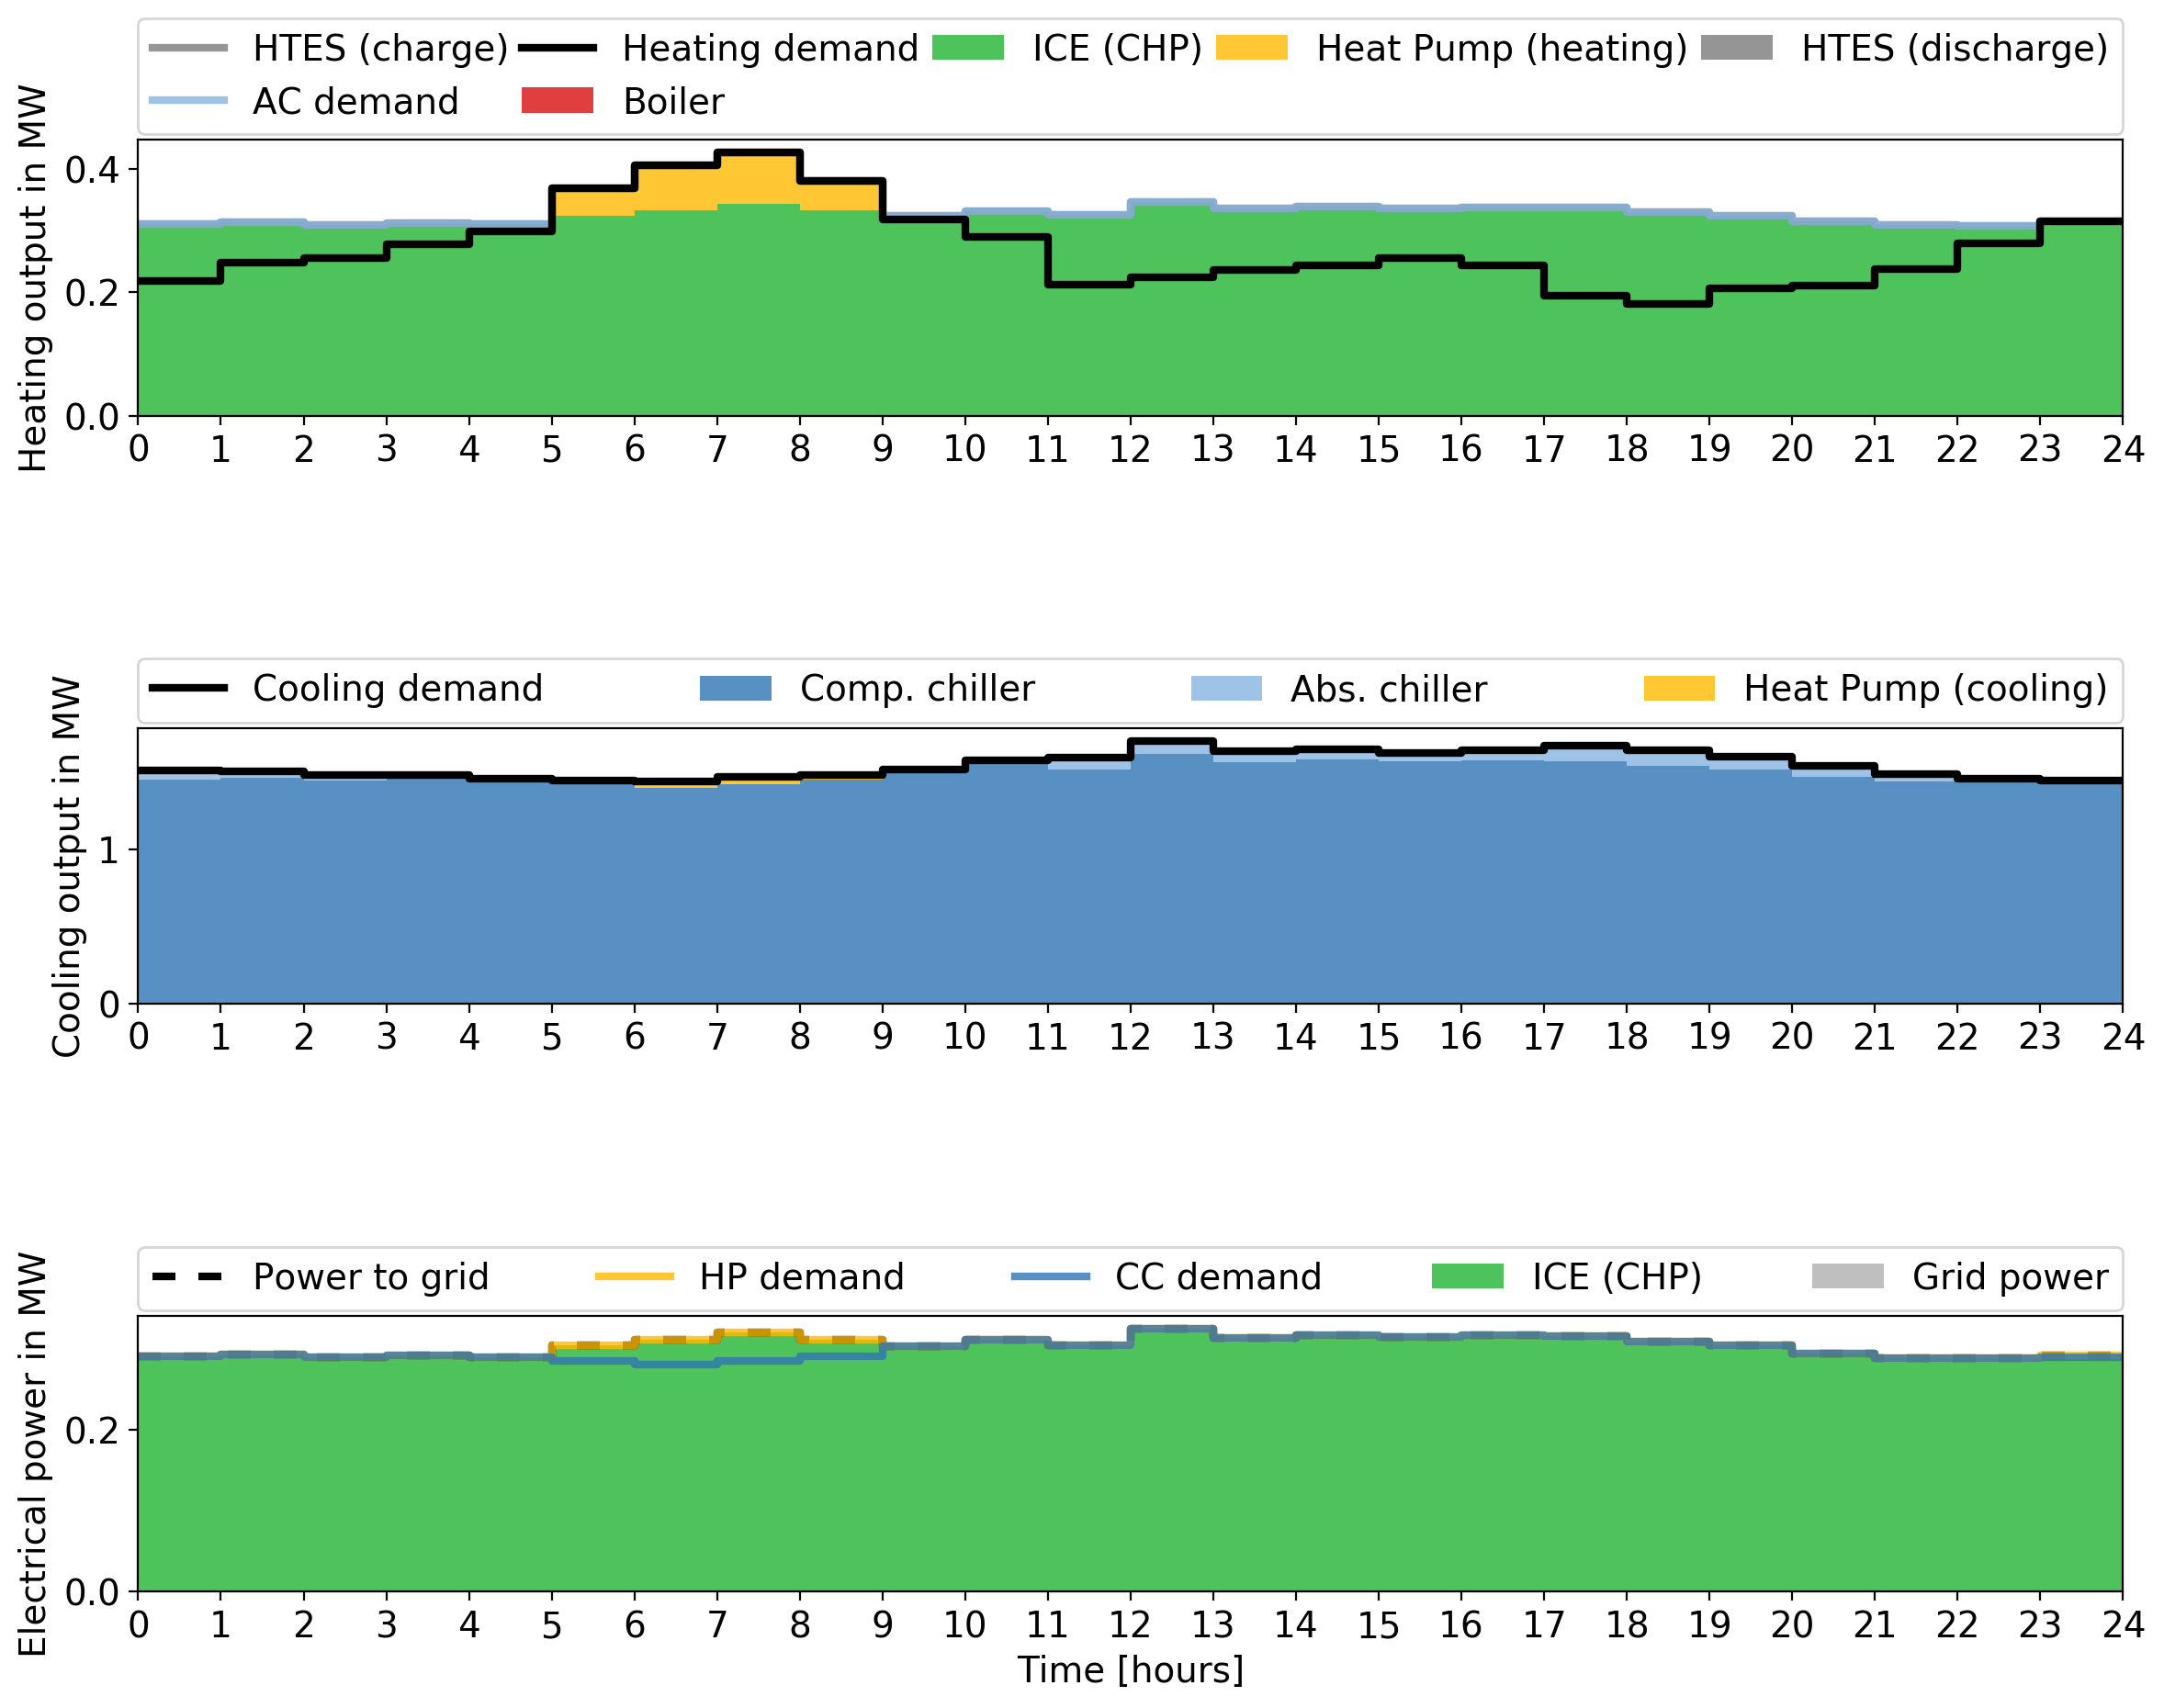 HTES (charge) Heating demand ICE (CHP) Heat Pump (heating) HTES (discharge)
AC demand Boiler
Heating output in MW
0.4
0.2
0.0
0 1 2 3 4 5 6 7 8 9 10 11 12 13 14 15 16 17 18 19 20 21 22 23 24
Cooling demand Comp. chiller Abs. chiller Heat Pump (cooling)
Cooling output in MW
1
0
0 1 2 3 4 5 6 7 8 9 10 11 12 13 14 15 16 17 18 19 20 21 22 23 24
Power to grid HP demand CC demand ICE (CHP) Grid power
Electrical power in MW
0.2
0.0
0 1 2 3 4 5 6 7 8 9 10 11 12 13 14 15 16 17 18 19 20 21 22 23 24
Time [hours]